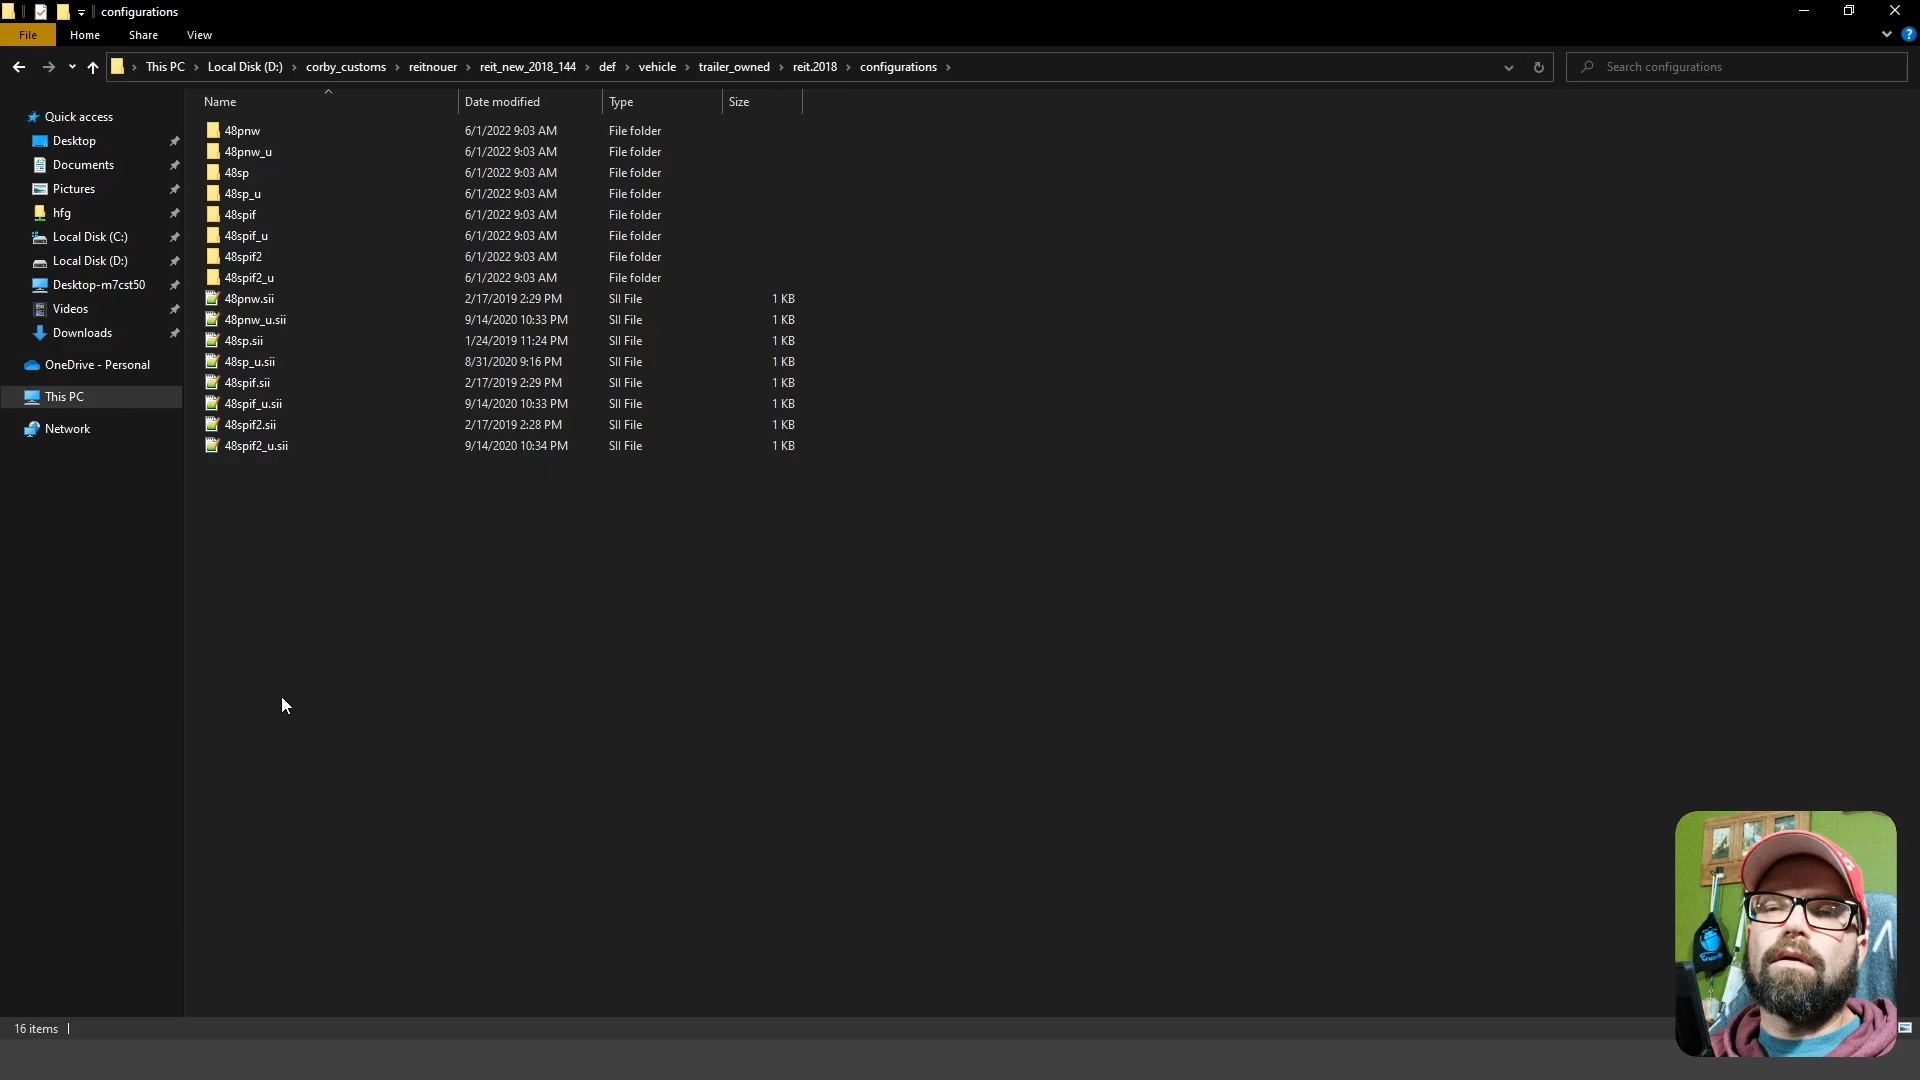 configurations
File Home Share View
This PC Local Disk (D:) corby_customs reitnouer reit_new_2018_144 def vehicle trailer_owned reit.2018 configurations
Search configurations
Name Date modified Type Size
Quick access
Desktop
Documents
Pictures
hfg
Local Disk (C:)
Local Disk (D:)
Desktop-m7cst50
Videos
Downloads
OneDrive - Personal
This PC
Network
48pnw 6/1/2022 9:03 AM File folder
48pnw_u 6/1/2022 9:03 AM File folder
48sp 6/1/2022 9:03 AM File folder
48sp_u 6/1/2022 9:03 AM File folder
48spif 6/1/2022 9:03 AM File folder
48spif_u 6/1/2022 9:03 AM File folder
48spif2 6/1/2022 9:03 AM File folder
48spif2_u 6/1/2022 9:03 AM File folder
48pnw.sii 2/17/2019 2:29 PM SII File 1 KB
48pnw_u.sii 9/14/2020 10:33 PM SII File 1 KB
48sp.sii 1/24/2019 11:24 PM SII File 1 KB
48sp_u.sii 8/31/2020 9:16 PM SII File 1 KB
48spif.sii 2/17/2019 2:29 PM SII File 1 KB
48spif_u.sii 9/14/2020 10:33 PM SII File 1 KB
48spif2.sii 2/17/2019 2:28 PM SII File 1 KB
48spif2_u.sii 9/14/2020 10:34 PM SII File 1 KB
16 items